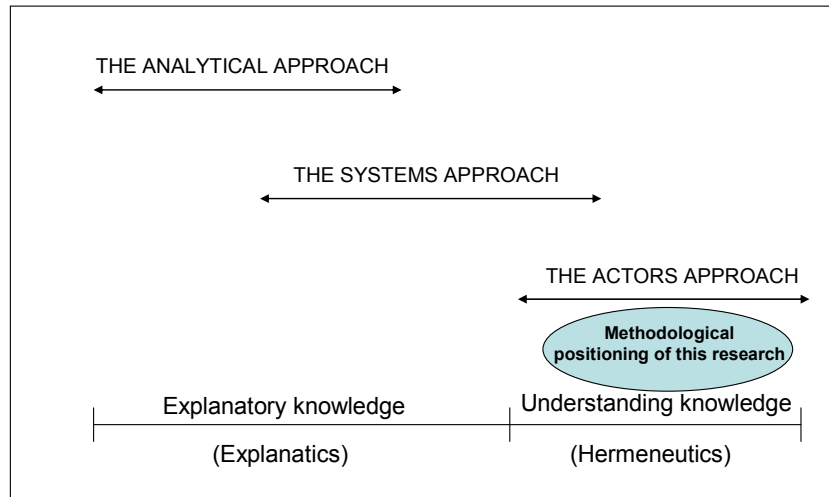 THE ANALYTICAL APPROACH
THE SYSTEMS APPROACH
THE ACTORS APPROACH
Methodological
positioning of this research
Explanatory knowledge
Understanding knowledge
(Explanatics)
(Hermeneutics)